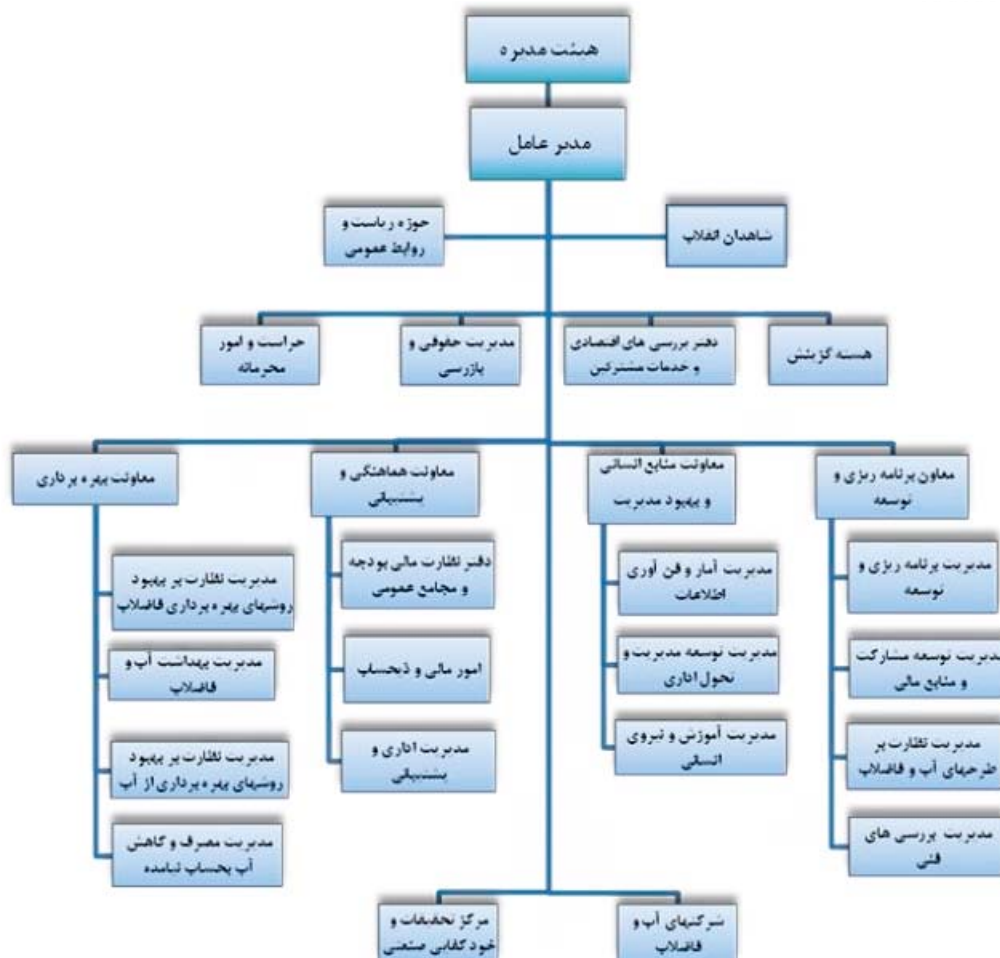 هیئت مدیره
مدیر عامل
شاهدان انقلاب
حوزه ریاست و
روابط عمومی
هسته گزینش
دفتر بررسی های اقتصادی
و خدمات مشترکین
مدیریت حقوقی و
بازرسی
حراست و امور
محرمانه
معاون برنامه ریزی و
توسعه
معاونت منابع انسانی
و بهبود مدیریت
معاونت هماهنگی و
پشتیبانی
معاونت بهره برداری
مدیریت برنامه ریزی و
توسعه
مدیریت توسعه مشارکت
و منابع مالی
مدیریت نظارت بر
طرحهای آب و فاضلاب
مدیریت بررسی های
فنی
مدیریت آمار و فن آوری
اطلاعات
مدیریت توسعه مدیریت و
تحول اداری
مدیریت آموزش و نیروی
انسانی
دفتر نظارت مالی بودجه
و مجامع عمومی
امور مالی و ذیحساب
مدیریت اداری و
پشتیبانی
مدیریت نظارت بر بهبود
روشهای بهره برداری فاضلاب
مدیریت بهداشت آب و
فاضلاب
مدیریت نظارت بر بهبود
روشهای بهره برداری از آب
مدیریت مصرف و کاهش
آب بحساب نیامده
شرکتهای آب و
فاضلاب
مرکز تحقیقات و
خود کفایی صنعتی